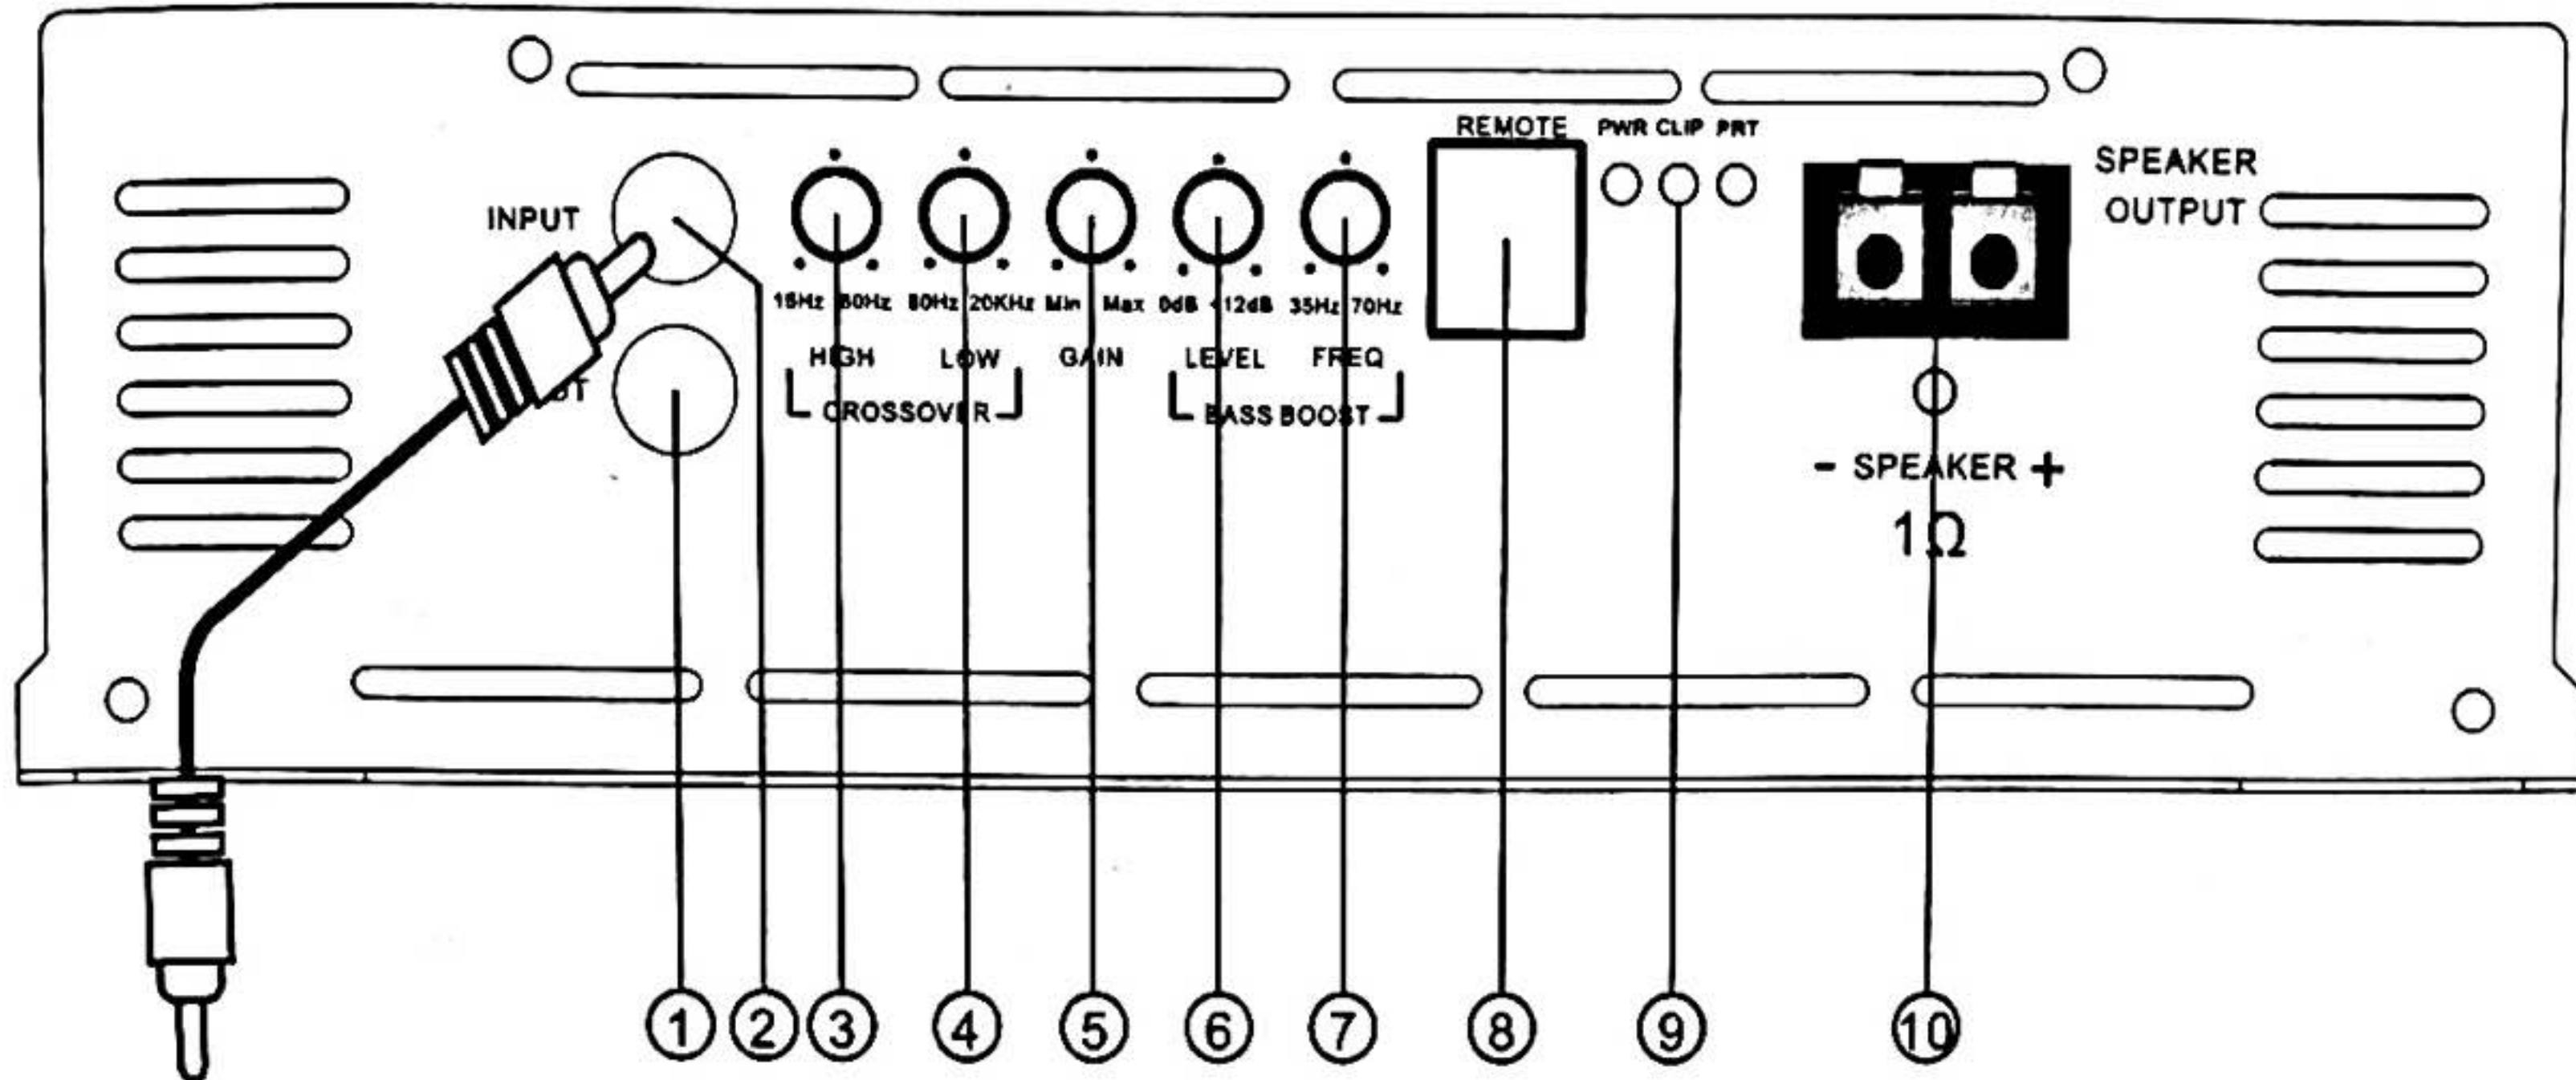 REMOTE PWR CLIP PRT
SPEAKER
OUTPUT
INPUT
15Hz 80Hz 80Hz 20KHz Min Max 0dB +12dB 35Hz 70Hz
HIGH LOW GAIN LEVEL FREQ
CROSSOVER BASS BOOST
- SPEAKER +
1Ω
1 2 3 4 5 6 7 8 9 10